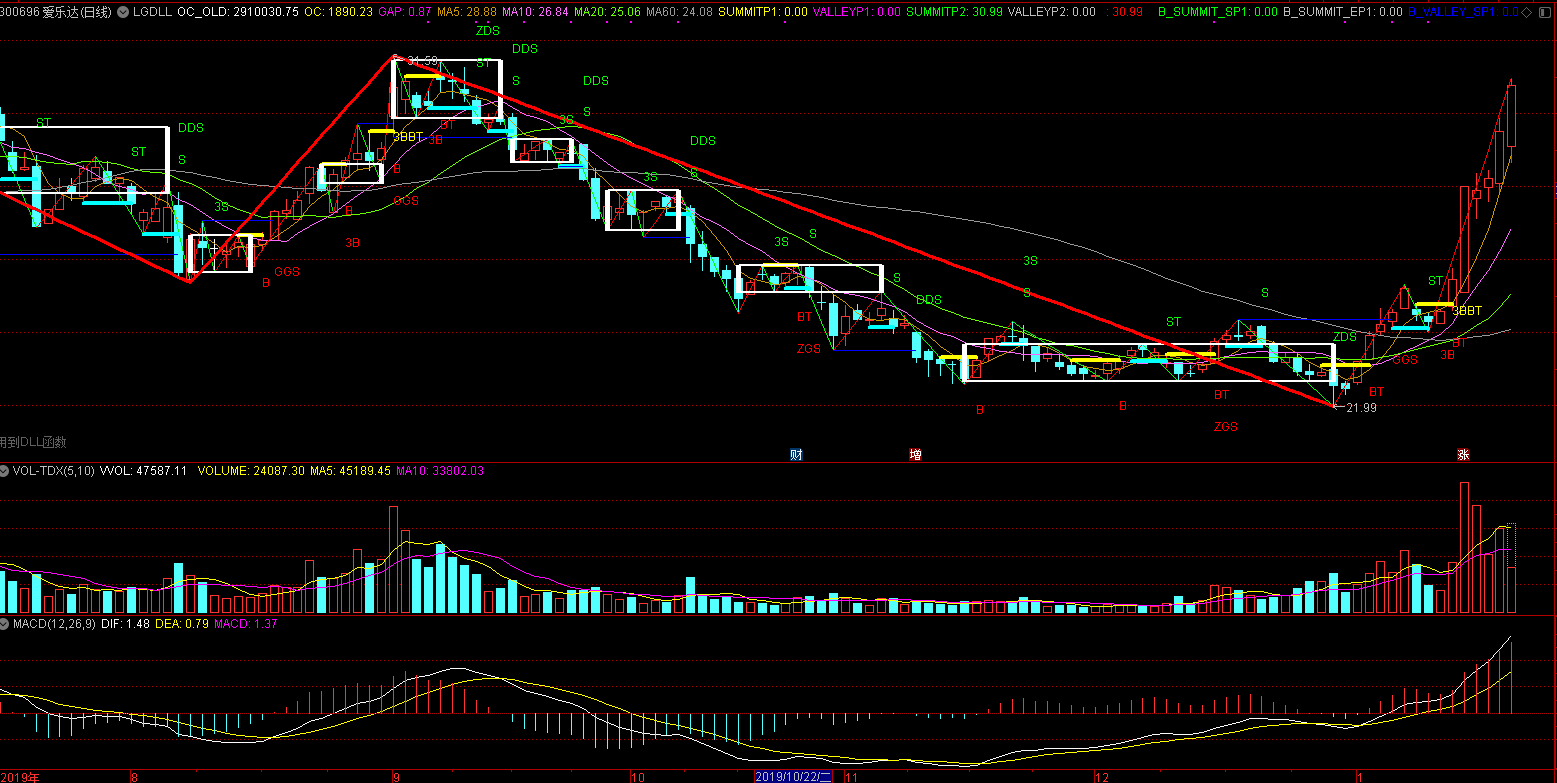 300696 爱乐达(日线) LGDLL OC_OLD: 2910030.75 OC: 1890.23 GAP: 0.87 MA5: 28.88 MA10: 26.84 MA20: 25.06 MA60: 24.08 SUMMITP1: 0.00 VALLEYP1: 0.00 SUMMITP2: 30.99 VALLEYP2: 0.00 : 30.99 B_SUMMIT_SP1: 0.00 B_SUMMIT_EP1: 0.00 B_VALLEY_SP1: 0.0
ZDS
DDS
31.59 ST
S DDS
S
ST 3S
DDS ST 3BBT 3B DDS
ST
S B S
3S
GGS
3S B
S
3B 3S
3S
GGS S
B
S S
DDS
ST
BT
ZDS
ZGS
ST
3BBT
BT
GGS 3B
BT BT
B B 21.99
ZGS
用到DLL函数
财 增 涨
VOL-TDX(5,10) VVOL: 47587.11 VOLUME: 24087.30 MA5: 45189.45 MA10: 33802.03
MACD(12,26,9) DIF: 1.48 DEA: 0.79 MACD: 1.37
2019年 8 9 10 2019/10/22/二 11 12 1